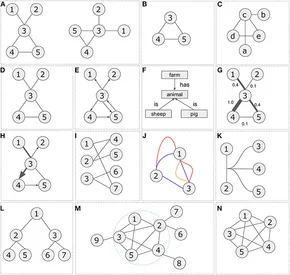 A
1 2
3
4 5
2
5 3 1
4
B
3
4 5
C
c b
d e
a
D
1 2
3
4 5
E
1 2
3
4 5
F
farm
has
animal
is is
sheep pig
G
1 2
0.4 0.1
3
1.0 0.4
4 5
0.1
H
1 2
3
4 5
I
1 4
2 5
3 6
7
J
1
2
3
K
1 3
4
2 5
L
1
2 3
4 5 6 7
M
7
1 2
6
9 3
5 4
8
N
1 2
3
5 4